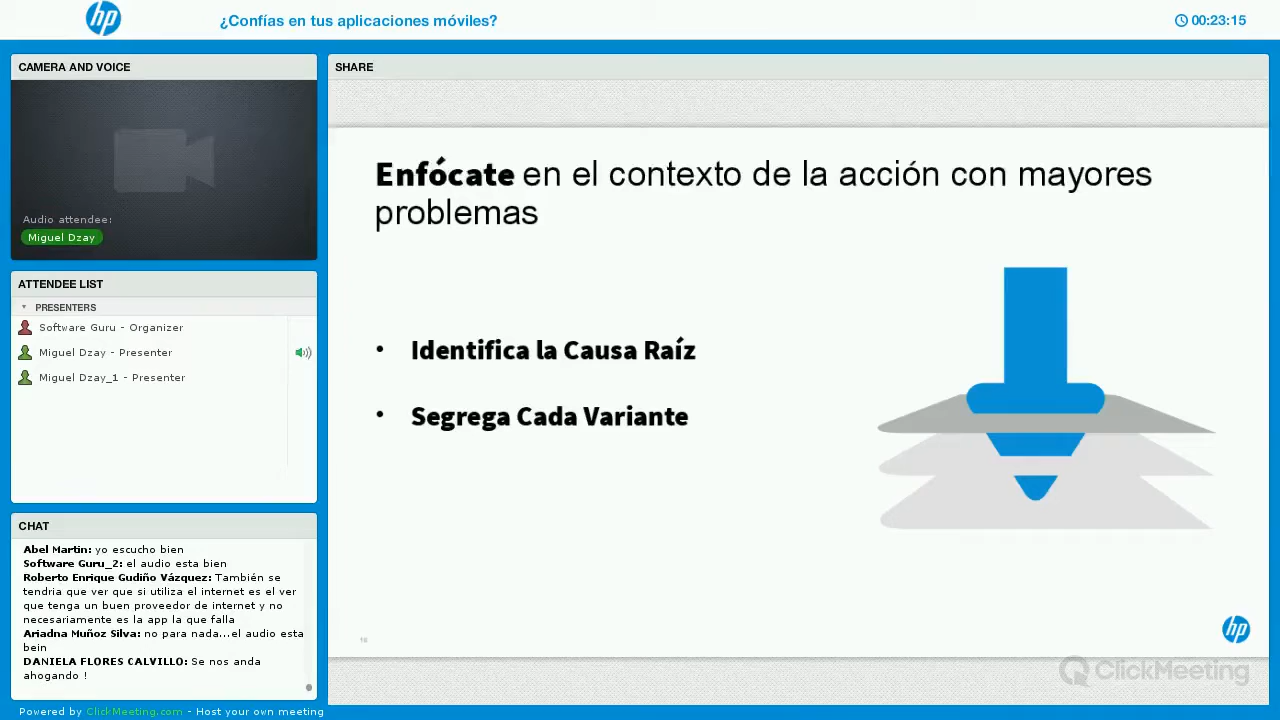 hp
¿Confías en tus aplicaciones móviles?
00:23:15
CAMERA AND VOICE
Audio attendee:
Miguel Dzay
ATTENDEE LIST
PRESENTERS
Software Guru - Organizer
Miguel Dzay - Presenter
Miguel Dzay_1 - Presenter
CHAT
Abel Martin: yo escucho bien
Software Guru_2: el audio esta bien
Roberto Enrique Gudiño Vázquez: También se
tendria que ver que si utiliza el internet es el ver
que tenga un buen proveedor de internet y no
necesariamente es la app la que falla
Ariadna Muñoz Silva: no para nada...el audio esta
bein
DANIELA FLORES CALVILLO: Se nos anda
ahogando !
Powered by ClickMeeting.com - Host your own meeting
SHARE
Enfócate en el contexto de la acción con mayores
problemas
• Identifica la Causa Raíz
• Segrega Cada Variante
hp
ClickMeeting